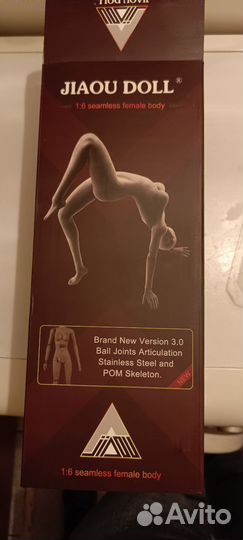 JIAOU DOLL®
1:6 seamless female body
Brand New Version 3.0
Ball Joints Articulation
Stainless Steel and
POM Skeleton.
NEW
JIAOU
1:6 seamless female body
Avito